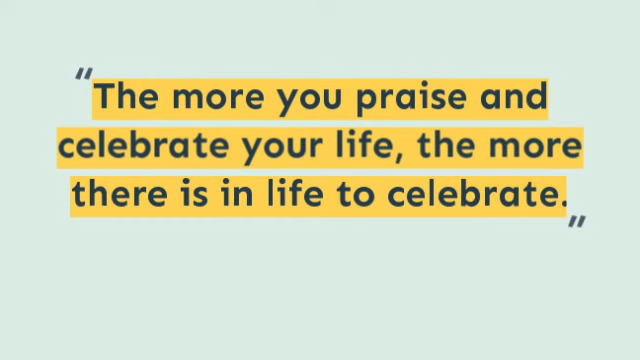 “The more you praise and
celebrate your life, the more
there is in life to celebrate.”